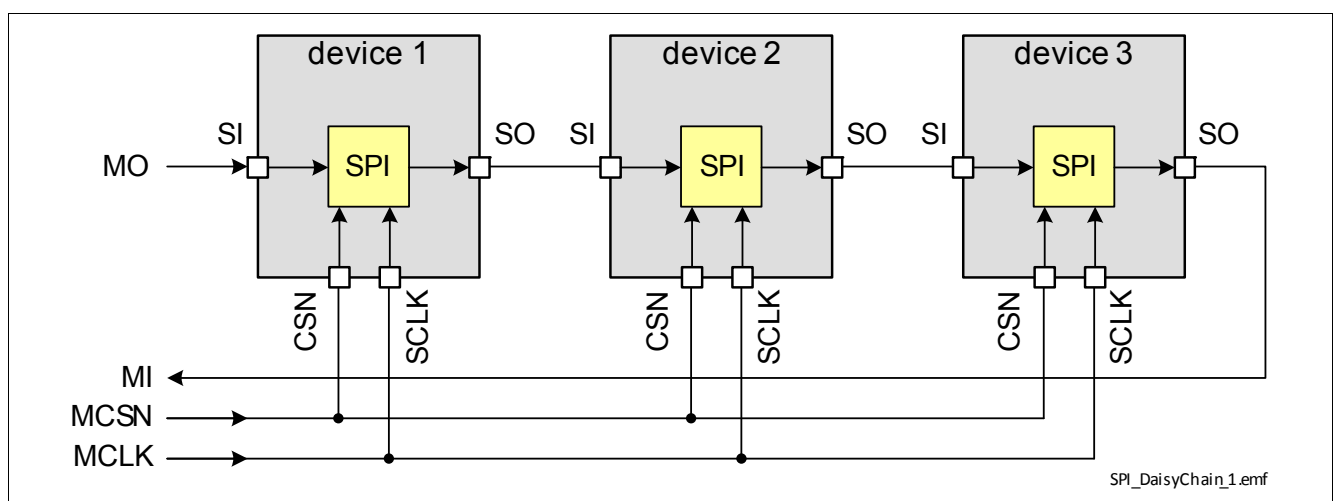 device 1
device 2
device 3
SI
SO
SI
SO
SI
SO
MO
SPI
SPI
SPI
CSN
SCLK
CSN
SCLK
CSN
SCLK
MI
MCSN
MCLK
SPI_DaisyChain_1.emf